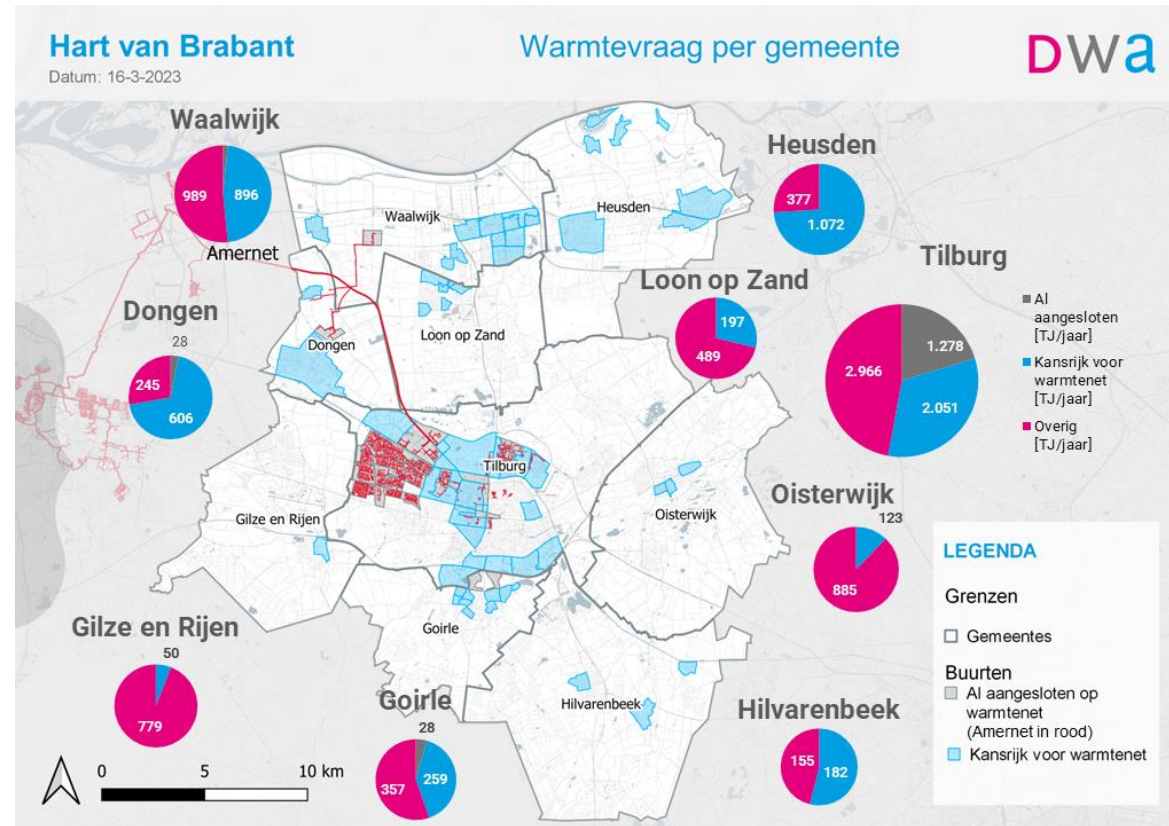 Hart van Brabant
Datum: 16-3-2023
Warmtevraag per gemeente
DWa
Waalwijk
989
896
Amernet
Heusden
377
1.072
Tilburg
1.278
2.966
2.051
Al
aangesloten
[TJ/jaar]
Kansrijk voor
warmtenet
[TJ/jaar]
Overig
[TJ/jaar]
Loon op Zand
197
489
Dongen
28
245
606
Waalwijk
Heusden
Dongen
Loon op Zand
Tilburg
Gilze en Rijen
Oisterwijk
Goirle
Hilvarenbeek
Oisterwijk
123
885
Gilze en Rijen
50
779
Goirle
28
357
259
Hilvarenbeek
155
182
LEGENDA
Grenzen
Gemeentes
Buurten
Al aangesloten op
warmtenet
(Amernet in rood)
Kansrijk voor warmtenet
0 5 10 km